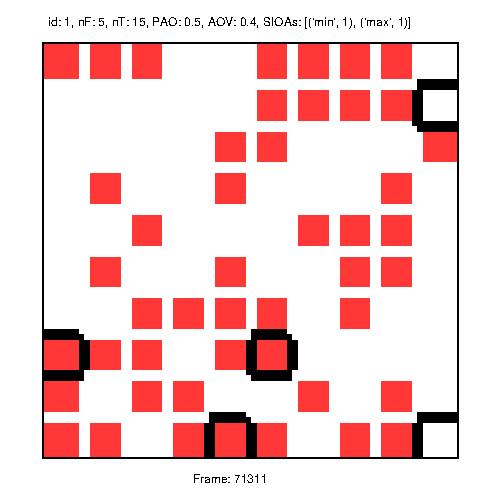 id: 1, nF: 5, nT: 15, PAO: 0.5, AOV: 0.4, SIOAs: [('min', 1), ('max', 1)]
Frame: 71311